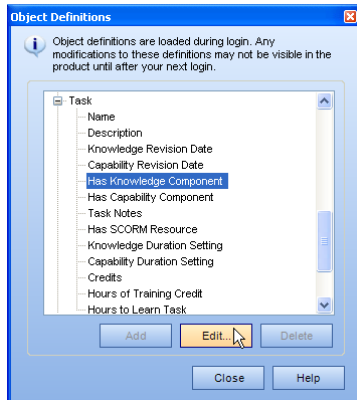 Object Definitions
Object definitions are loaded during login. Any
modifications to these definitions may not be visible in the
product until after your next login.
Task
Name
Description
Knowledge Revision Date
Capability Revision Date
Has Knowledge Component
Has Capability Component
Task Notes
Has SCORM Resource
Knowledge Duration Setting
Capability Duration Setting
Credits
Hours of Training Credit
Hours to Learn Task
Add Edit... Delete
Close Help